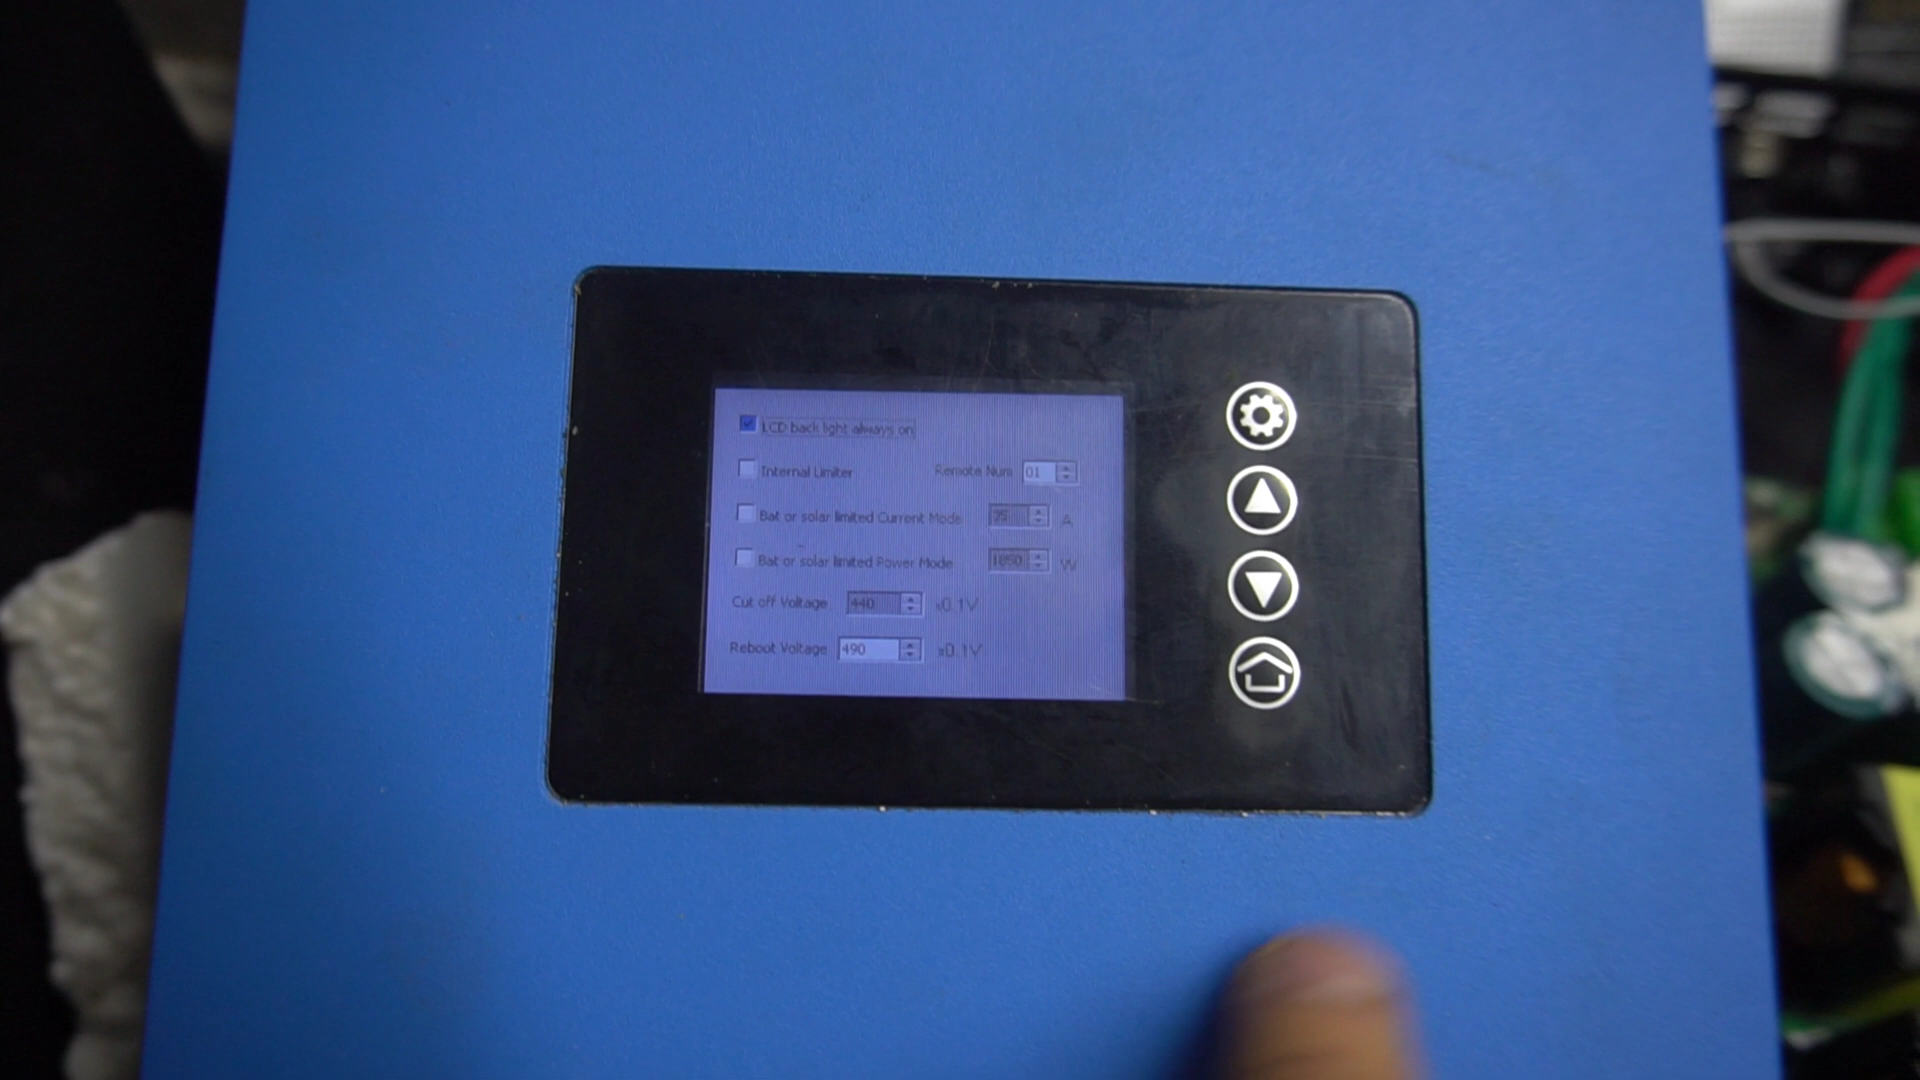 LCD back light always on
Internal Limiter Remote Num 01
Bat or solar limited Current Mode 25 A
Bat or solar limited Power Mode 1850 W
Cut off Voltage 440 x0.1V
Reboot Voltage 490 x0.1V